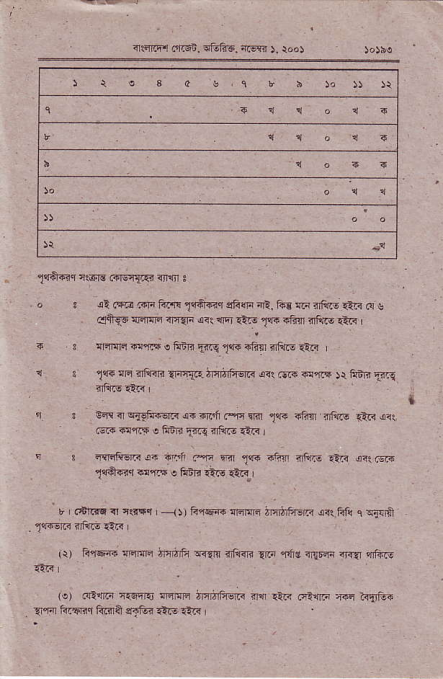 বাংলাদেশ গেজেট, অতিরিক্ত, নভেম্বর ১, ২০০১ ১০১৯৩
১ ২ ৩ ৪ ৫ ৬ ৭ ৮ ৯ ১০ ১১ ১২
৭ ক খ খ ০ খ ক
৮ খ খ ০ খ ক
৯ খ ০ ক ক
১০ ০ খ খ
১১ ০ ০
১২ খ
পৃথকীকরণ সংক্রান্ত কোডসমূহের ব্যাখ্যা ঃ
০ ঃ এই ক্ষেত্রে কোন বিশেষ পৃথকীকরণ প্রবিধান নাই, কিন্তু মনে রাখিতে হইবে যে ৬
শ্রেণীভুক্ত মালামাল বাসস্থান এবং খাদ্য হইতে পৃথক করিয়া রাখিতে হইবে।
ক ঃ মালামাল কমপক্ষে ৩ মিটার দূরত্বে পৃথক করিয়া রাখিতে হইবে ।
খ ঃ পৃথক মাল রাখিবার স্থানসমূহে ঠাসাঠাসিভাবে এবং ডেকে কমপক্ষে ১২ মিটার দূরত্বে
রাখিতে হইবে।
গ ঃ উলম্ব বা অনুভূমিকভাবে এক কার্গো স্পেস দ্বারা পৃথক করিয়া রাখিতে হইবে এবং
ডেকে কমপক্ষে ৩ মিটার দূরত্বে রাখিতে হইবে।
ঘ ঃ লম্বালম্বিভাবে এক কার্গো স্পেস দ্বারা পৃথক করিয়া রাখিতে হইবে এবং ডেকে
পৃথকীকরণ কমপক্ষে ৩ মিটার হইতে হইবে।
৮। স্টোরেজ বা সংরক্ষণ। —(১) বিপজ্জনক মালামাল ঠাসাঠাসিভাবে এবং বিধি ৭ অনুযায়ী
পৃথকভাবে রাখিতে হইবে।
(২) বিপজ্জনক মালামাল ঠাসাঠাসি অবস্থায় রাখিবার স্থানে পর্যাপ্ত বায়ুচলন ব্যবস্থা থাকিতে
হইবে।
(৩) যেইখানে সহজদাহ্য মালামাল ঠাসাঠাসিভাবে রাখা হইবে সেইখানে সকল বৈদ্যুতিক
স্থাপনা বিস্ফোরণ বিরোধী প্রকৃতির হইতে হইবে।